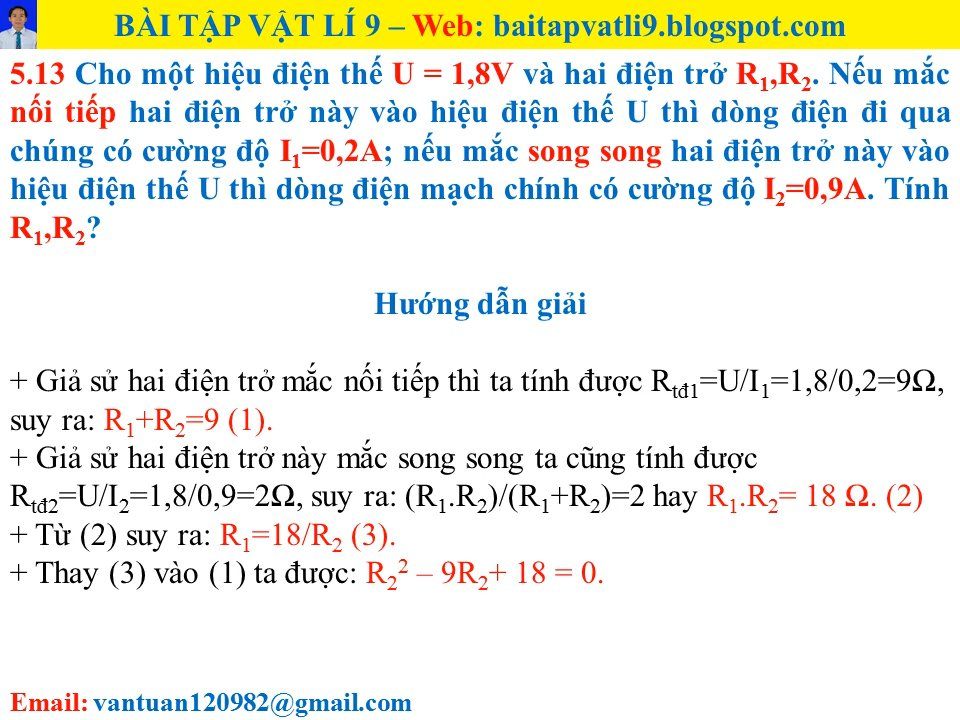 BÀI TẬP VẬT LÍ 9 – Web: baitapvatli9.blogspot.com
5.13 Cho một hiệu điện thế U = 1,8V và hai điện trở R₁,R₂. Nếu mắc
nối tiếp hai điện trở này vào hiệu điện thế U thì dòng điện đi qua
chúng có cường độ I₁=0,2A; nếu mắc song song hai điện trở này vào
hiệu điện thế U thì dòng điện mạch chính có cường độ I₂=0,9A. Tính
R₁,R₂?
Hướng dẫn giải
+ Giả sử hai điện trở mắc nối tiếp thì ta tính được Rtđ1=U/I₁=1,8/0,2=9Ω,
suy ra: R₁+R₂=9 (1).
+ Giả sử hai điện trở này mắc song song ta cũng tính được
Rtđ2=U/I₂=1,8/0,9=2Ω, suy ra: (R₁.R₂)/(R₁+R₂)=2 hay R₁.R₂= 18 Ω. (2)
+ Từ (2) suy ra: R₁=18/R₂ (3).
+ Thay (3) vào (1) ta được: R₂² – 9R₂+ 18 = 0.
Email: vantuan120982@gmail.com